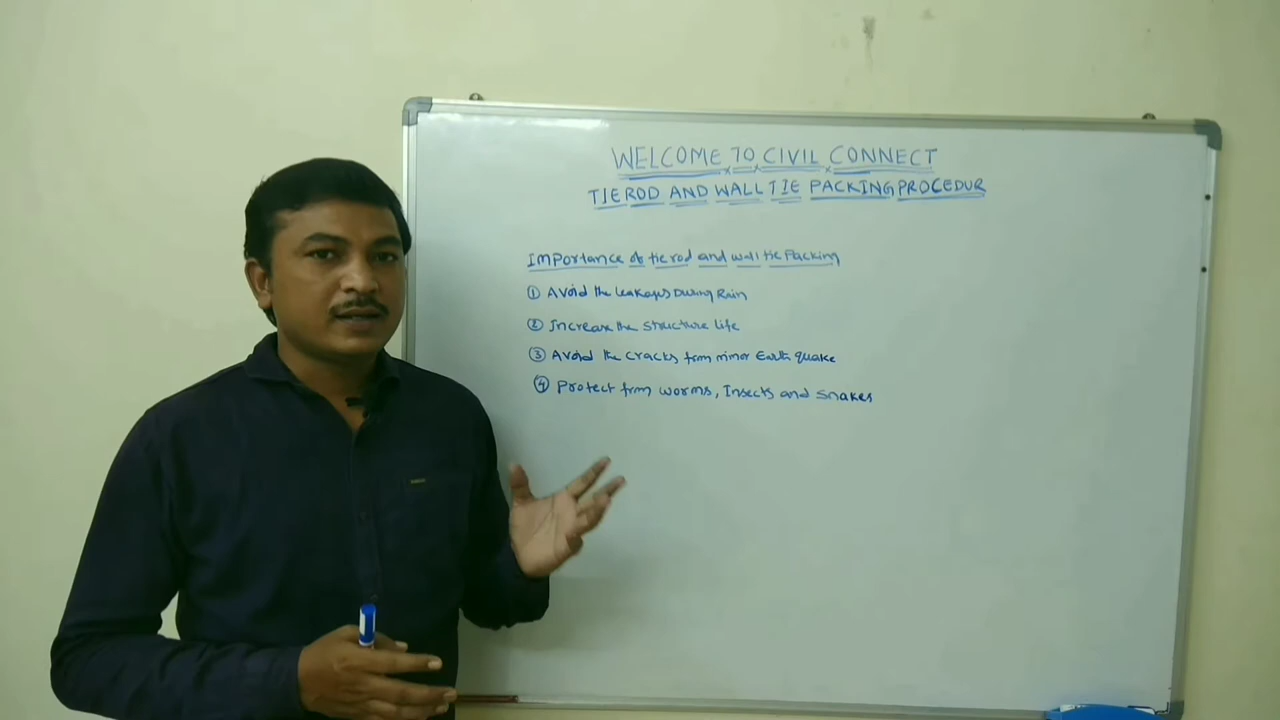 WELCOME TO CIVIL CONNECT
TIEROD AND WALL TIE PACKING PROCEDUR
Importance of tie rod and wall tie Packing
① Avoid the Leakages During Rain
② Increase the structure life
③ Avoid the cracks from minor Earth quake
④ Protect from worms, Insects and snakes